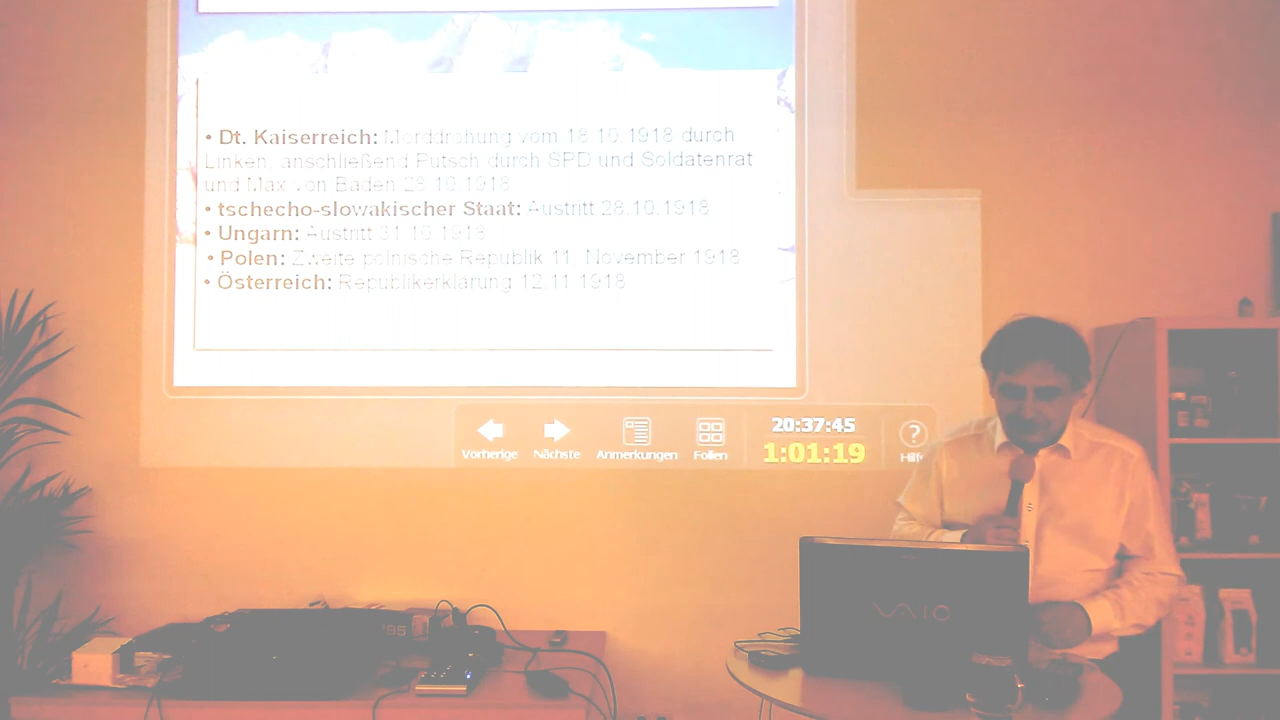 • Dt. Kaiserreich: Morddrohung vom 18.10.1918 durch
Linken, anschließend Putsch durch SPD und Soldatenrat
und Max von Baden 28.10.1918
• tschecho-slowakischer Staat: Austritt 28.10.1918
• Ungarn: Austritt 31.10.1918
• Polen: Zweite polnische Republik 11. November 1918
• Österreich: Republikerklärung 12.11.1918
Vorherige Nächste Anmerkungen Folien
20:37:45
1:01:19
?
Hilfe
VAIO